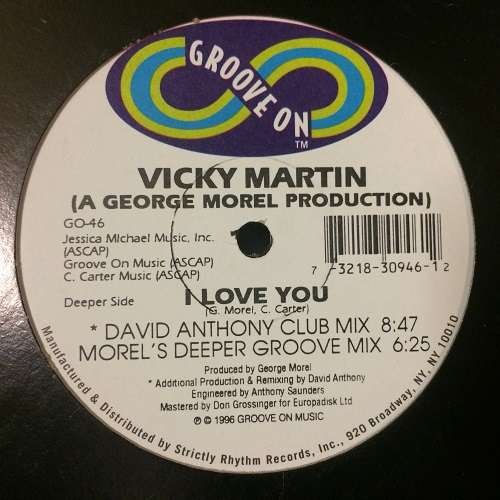 GROOVE ON
TM
VICKY MARTIN
(A GEORGE MOREL PRODUCTION)
GO-46
Jessica Michael Music, Inc.
(ASCAP)
Groove On Music (ASCAP)
C. Carter Music (ASCAP)
7 73218-30946-1 2
Deeper Side
I LOVE YOU
(G. Morel, C. Carter)
* DAVID ANTHONY CLUB MIX 8:47
MOREL'S DEEPER GROOVE MIX 6:25
Produced by George Morel
* Additional Production & Remixing by David Anthony
Engineered by Anthony Saunders
Mastered by Don Grossinger for Europadisk Ltd
℗ © 1996 GROOVE ON MUSIC
Manufactured & Distributed by Strictly Rhythm Records, Inc., 920 Broadway, NY, NY 10010